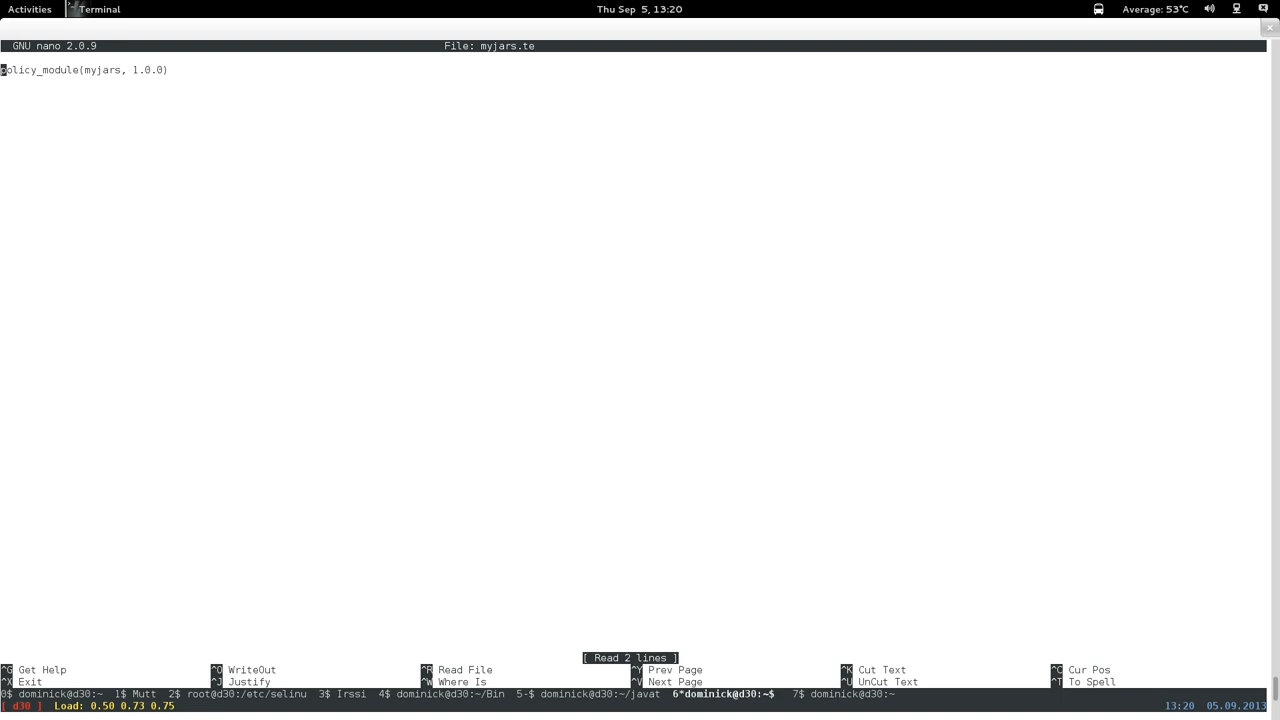 Activities Terminal Thu Sep 5, 13:20 Average: 53°C
GNU nano 2.0.9 File: myjars.te
policy_module(myjars, 1.0.0)
[ Read 2 lines ]
^G Get Help ^O WriteOut ^R Read File ^Y Prev Page ^K Cut Text ^C Cur Pos
^X Exit ^J Justify ^W Where Is ^V Next Page ^U UnCut Text ^T To Spell
0$ dominick@d30:~ 1$ Mutt 2$ root@d30:/etc/selinu 3$ Irssi 4$ dominick@d30:~/Bin 5-$ dominick@d30:~/javat 6*dominick@d30:~$ 7$ dominick@d30:~
[ d30 ] Load: 0.50 0.73 0.75 13:20 05.09.2013